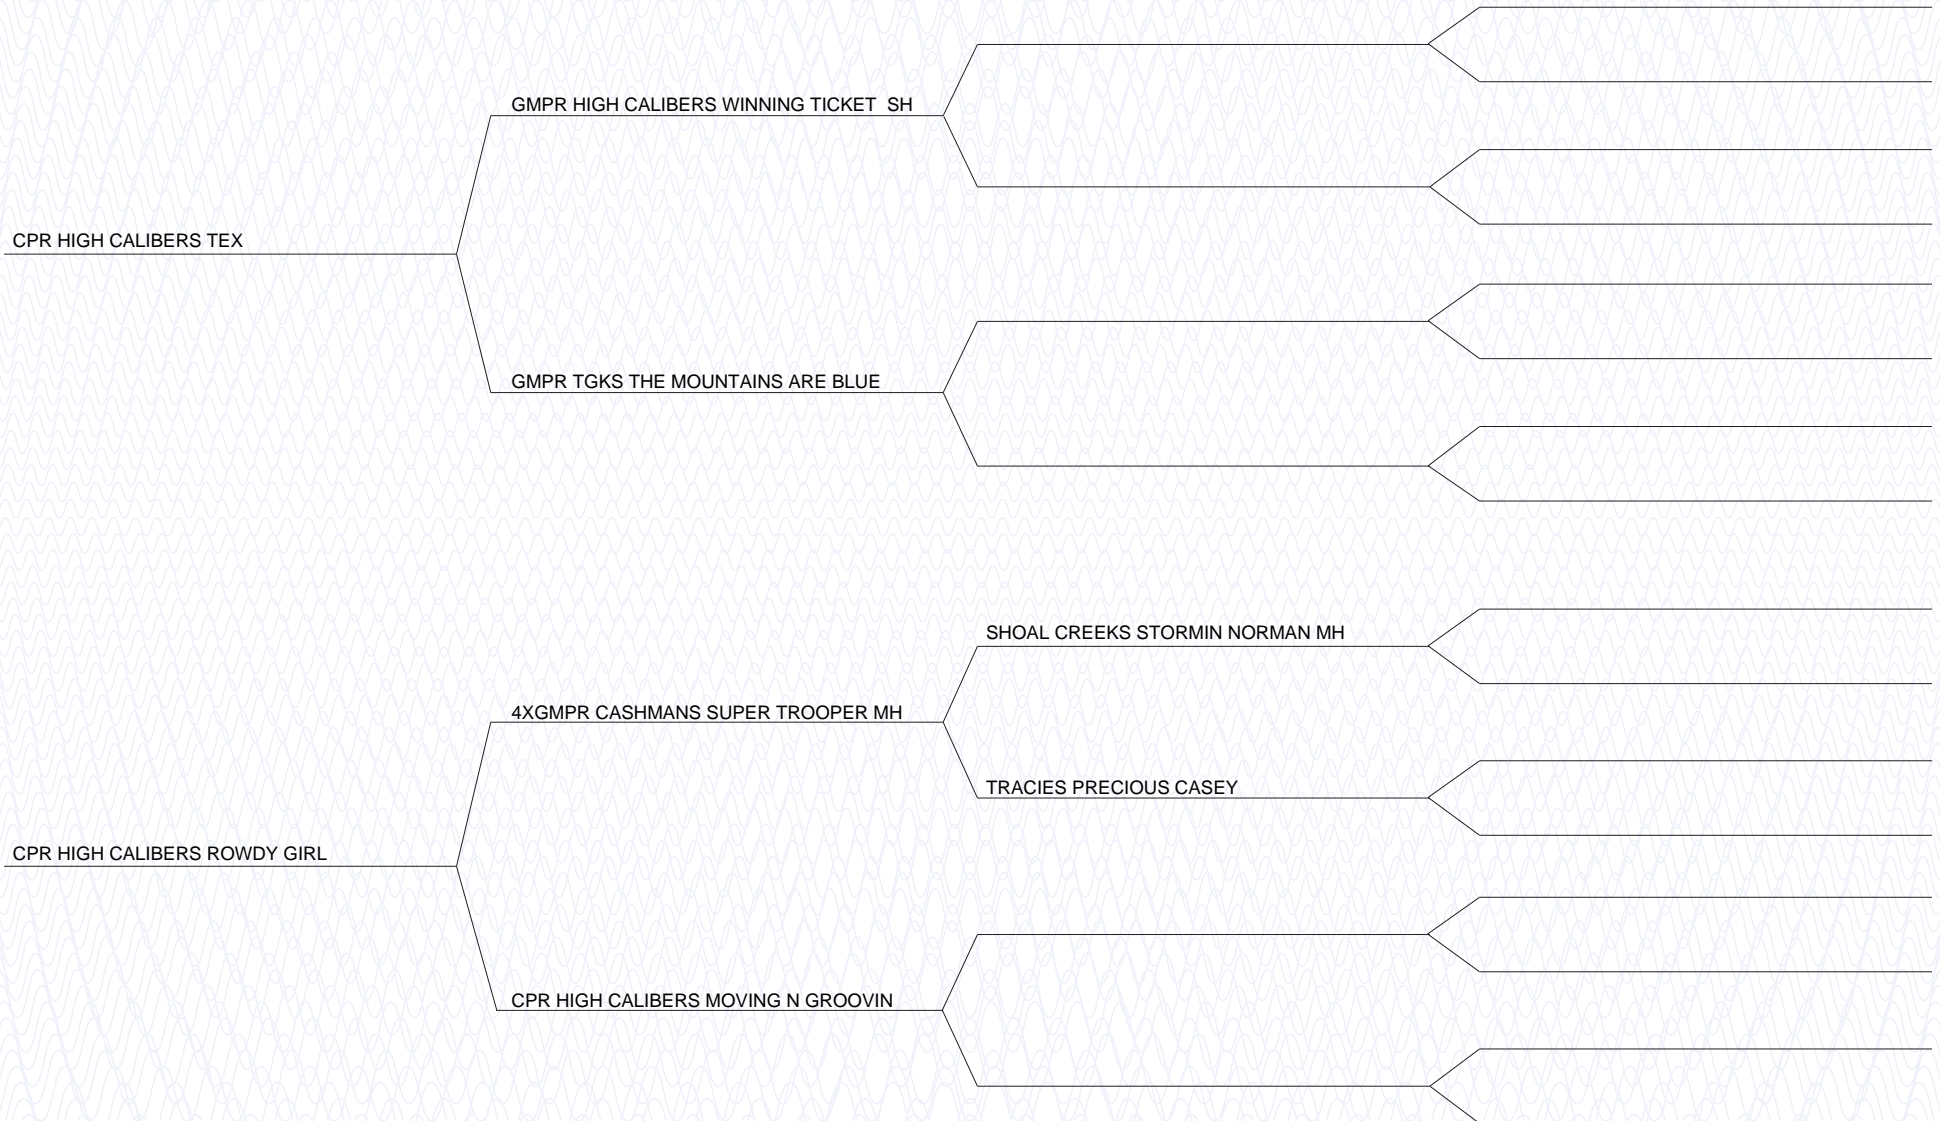 GMPR HIGH CALIBERS WINNING TICKET  SH
CPR HIGH CALIBERS TEX
GMPR TGKS THE MOUNTAINS ARE BLUE
SHOAL CREEKS STORMIN NORMAN MH
4XGMPR CASHMANS SUPER TROOPER MH
TRACIES PRECIOUS CASEY
CPR HIGH CALIBERS ROWDY GIRL
CPR HIGH CALIBERS MOVING N GROOVIN